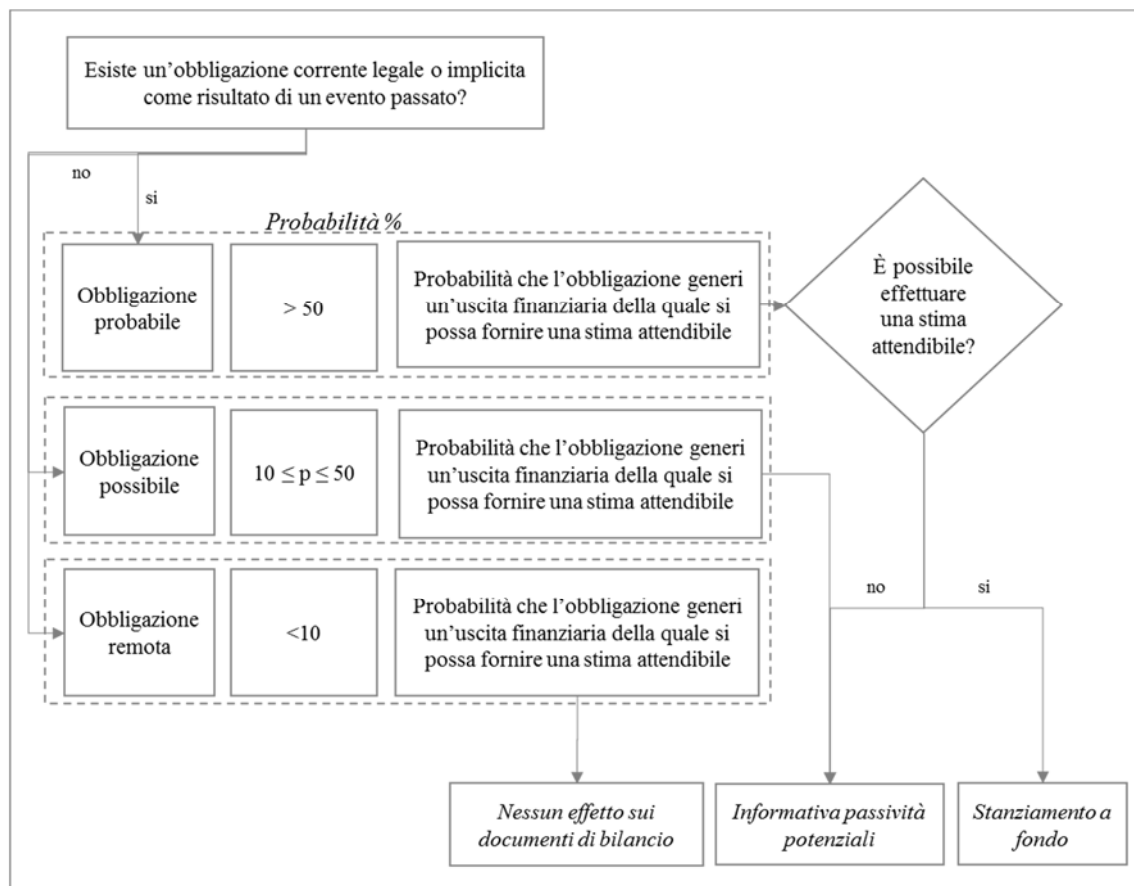 Esiste un'obbligazione corrente legale o implicita
come risultato di un evento passato?
no
si
Probabilità %
Obbligazione
probabile
> 50
Probabilità che l'obbligazione generi
un'uscita finanziaria della quale si
possa fornire una stima attendibile
È possibile
effettuare
una stima
attendibile?
Obbligazione
possibile
10 ≤ p ≤ 50
Probabilità che l'obbligazione generi
un'uscita finanziaria della quale si
possa fornire una stima attendibile
no
si
Obbligazione
remota
<10
Probabilità che l'obbligazione generi
un'uscita finanziaria della quale si
possa fornire una stima attendibile
Nessun effetto sui
documenti di bilancio
Informativa passività
potenziali
Stanziamento a
fondo